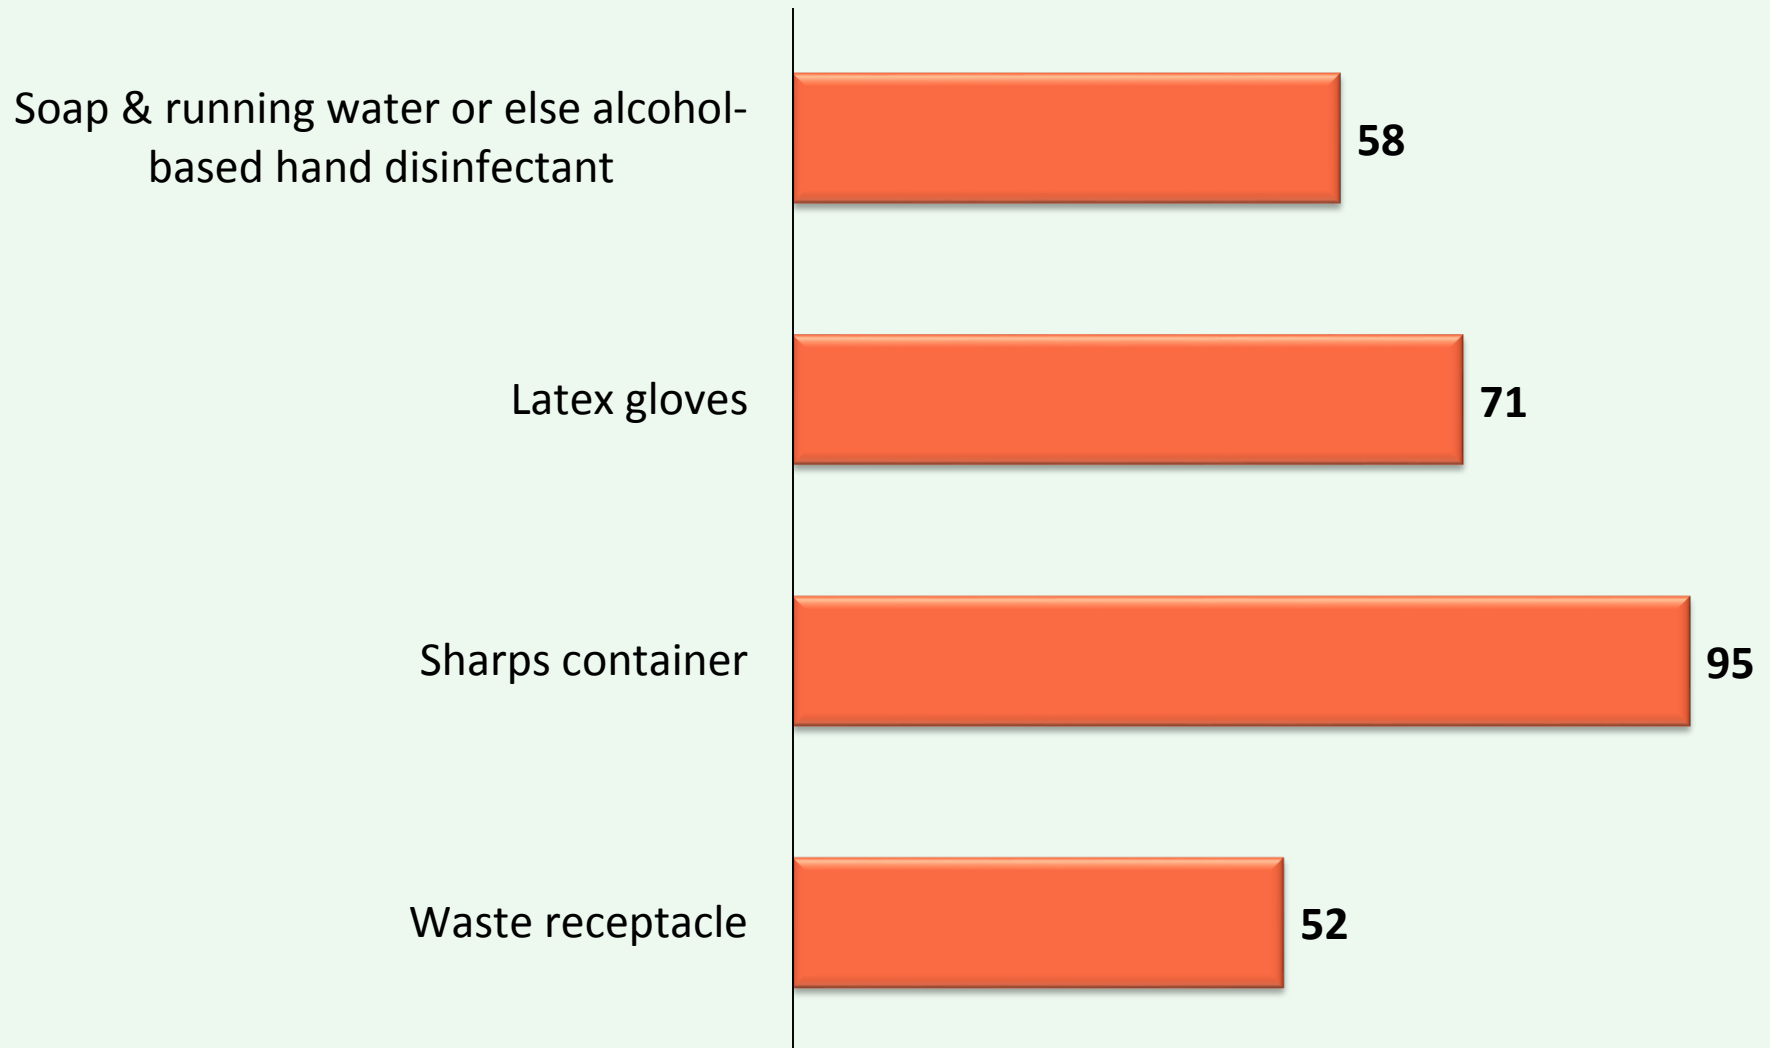 Soap & running water or else alcohol-
based hand disinfectant
58
Latex gloves
71
Sharps container
95
Waste receptacle
52